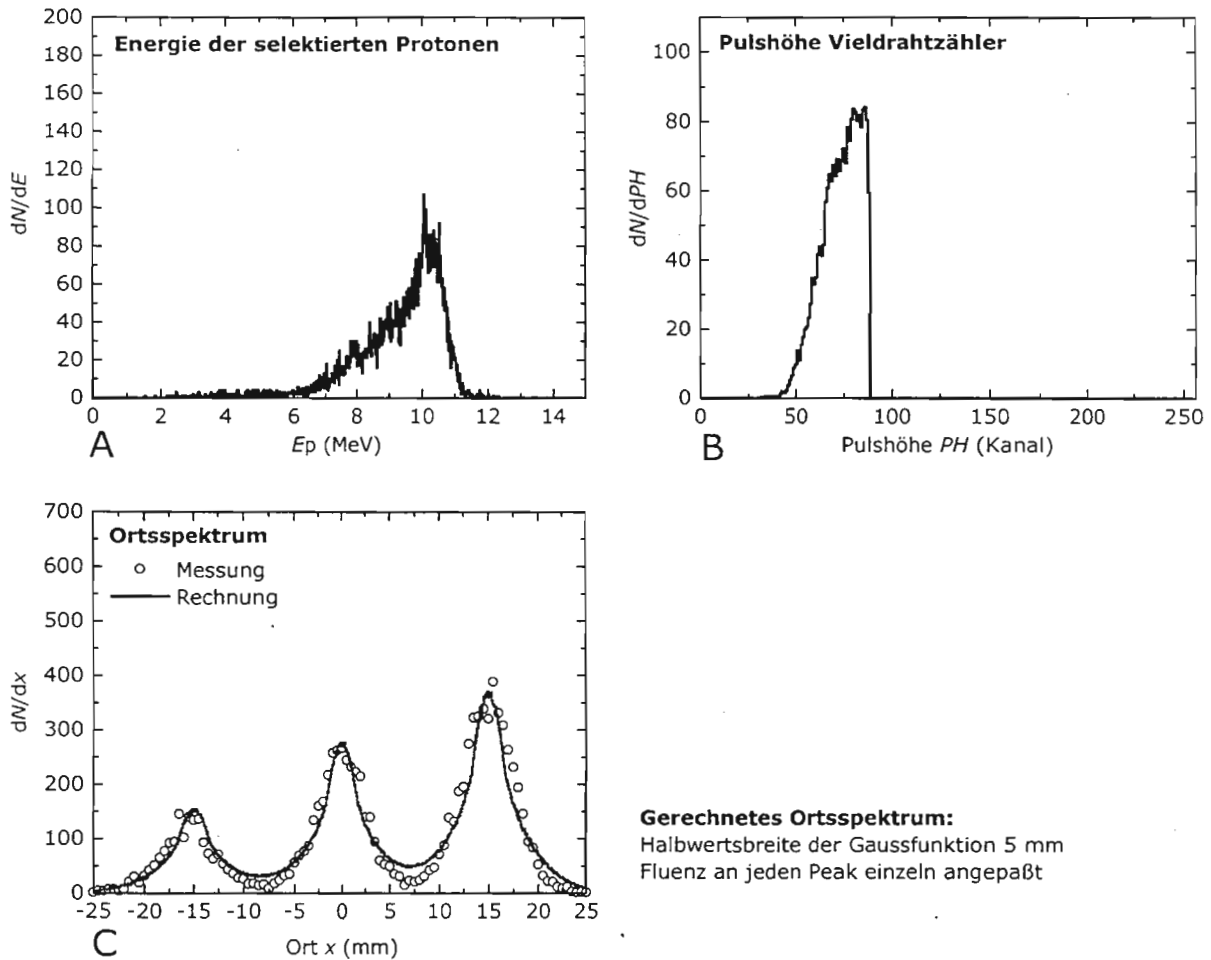 Energie der selektierten Protonen
200
180
160
140
120
100
80
60
40
20
0
dN/dE
0 2 4 6 8 10 12 14
Ep (MeV)
A
Pulshöhe Vieldrahtzähler
100
80
60
40
20
0
dN/dPH
0 50 100 150 200 250
Pulshöhe PH (Kanal)
B
Ortsspektrum
Messung
Rechnung
700
600
500
400
300
200
100
0
dN/dx
-25 -20 -15 -10 -5 0 5 10 15 20 25
Ort x (mm)
C
Gerechnetes Ortsspektrum:
Halbwertsbreite der Gaussfunktion 5 mm
Fluenz an jeden Peak einzeln angepaßt